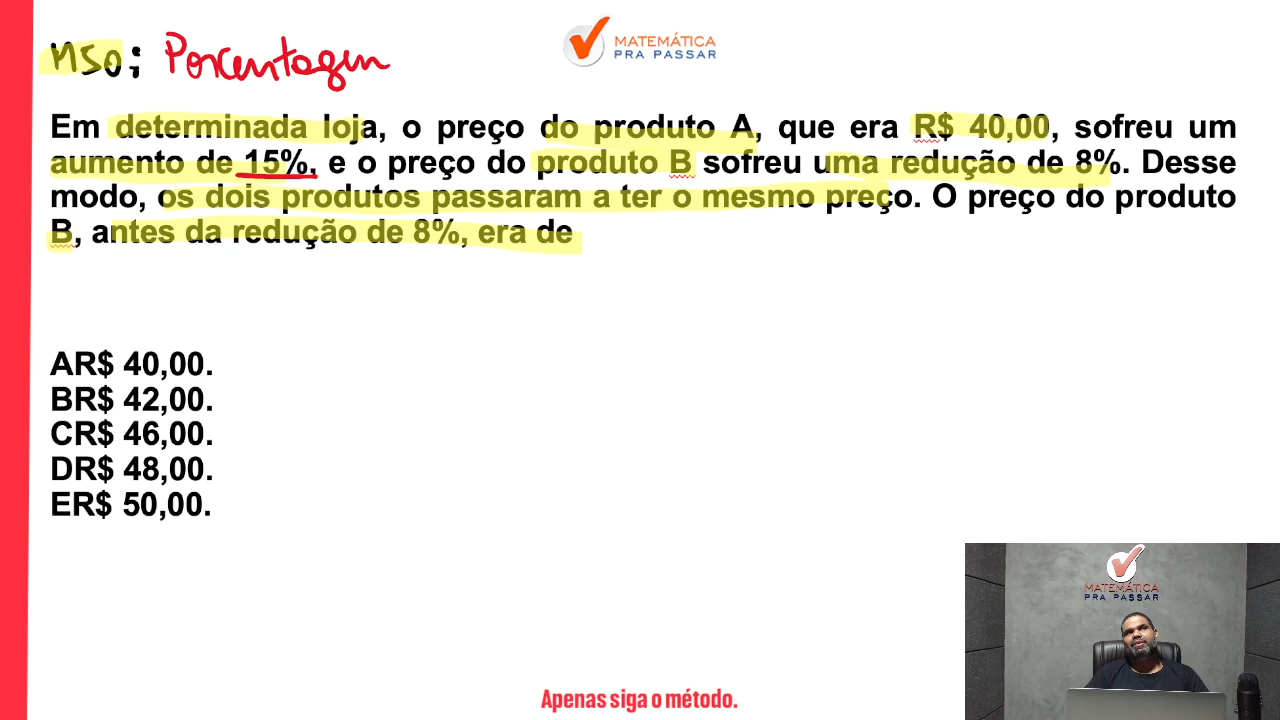 MSO: Porcentagem
MATEMÁTICA
PRA PASSAR
Em determinada loja, o preço do produto A, que era R$ 40,00, sofreu um
aumento de 15%, e o preço do produto B sofreu uma redução de 8%. Desse
modo, os dois produtos passaram a ter o mesmo preço. O preço do produto
B, antes da redução de 8%, era de
AR$ 40,00.
BR$ 42,00.
CR$ 46,00.
DR$ 48,00.
ER$ 50,00.
MATEMÁTICA
PRA PASSAR
Apenas siga o método.